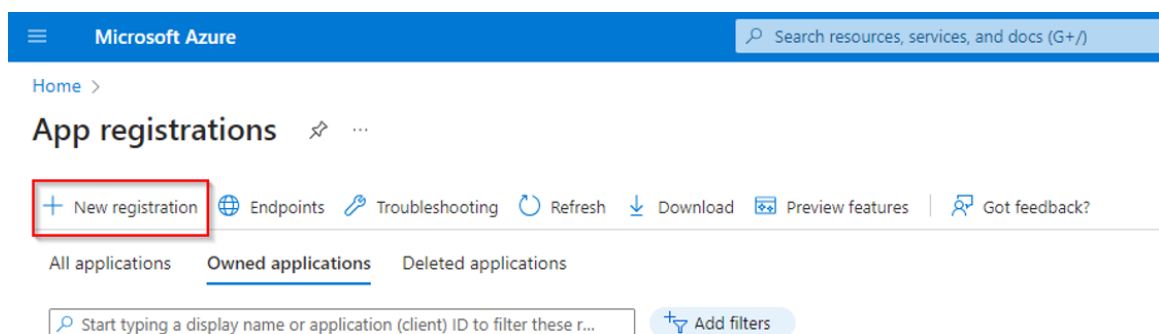 Microsoft Azure
Search resources, services, and docs (G+/)
Home >
App registrations
New registration Endpoints Troubleshooting Refresh Download Preview features Got feedback?
All applications Owned applications Deleted applications
Start typing a display name or application (client) ID to filter these r... Add filters